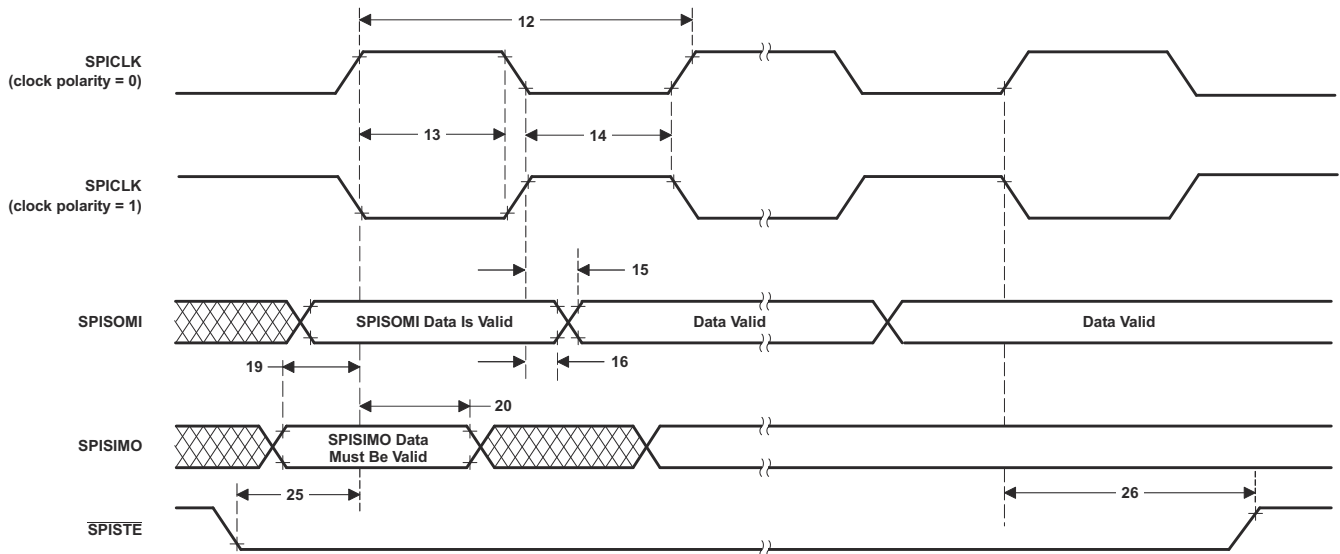 12
SPICLK
(clock polarity = 0)
13
14
SPICLK
(clock polarity = 1)
15
SPISOMI
SPISOMI Data Is Valid
Data Valid
Data Valid
16
19
20
SPISIMO
SPISIMO Data
Must Be Valid
25
26
SPISTE